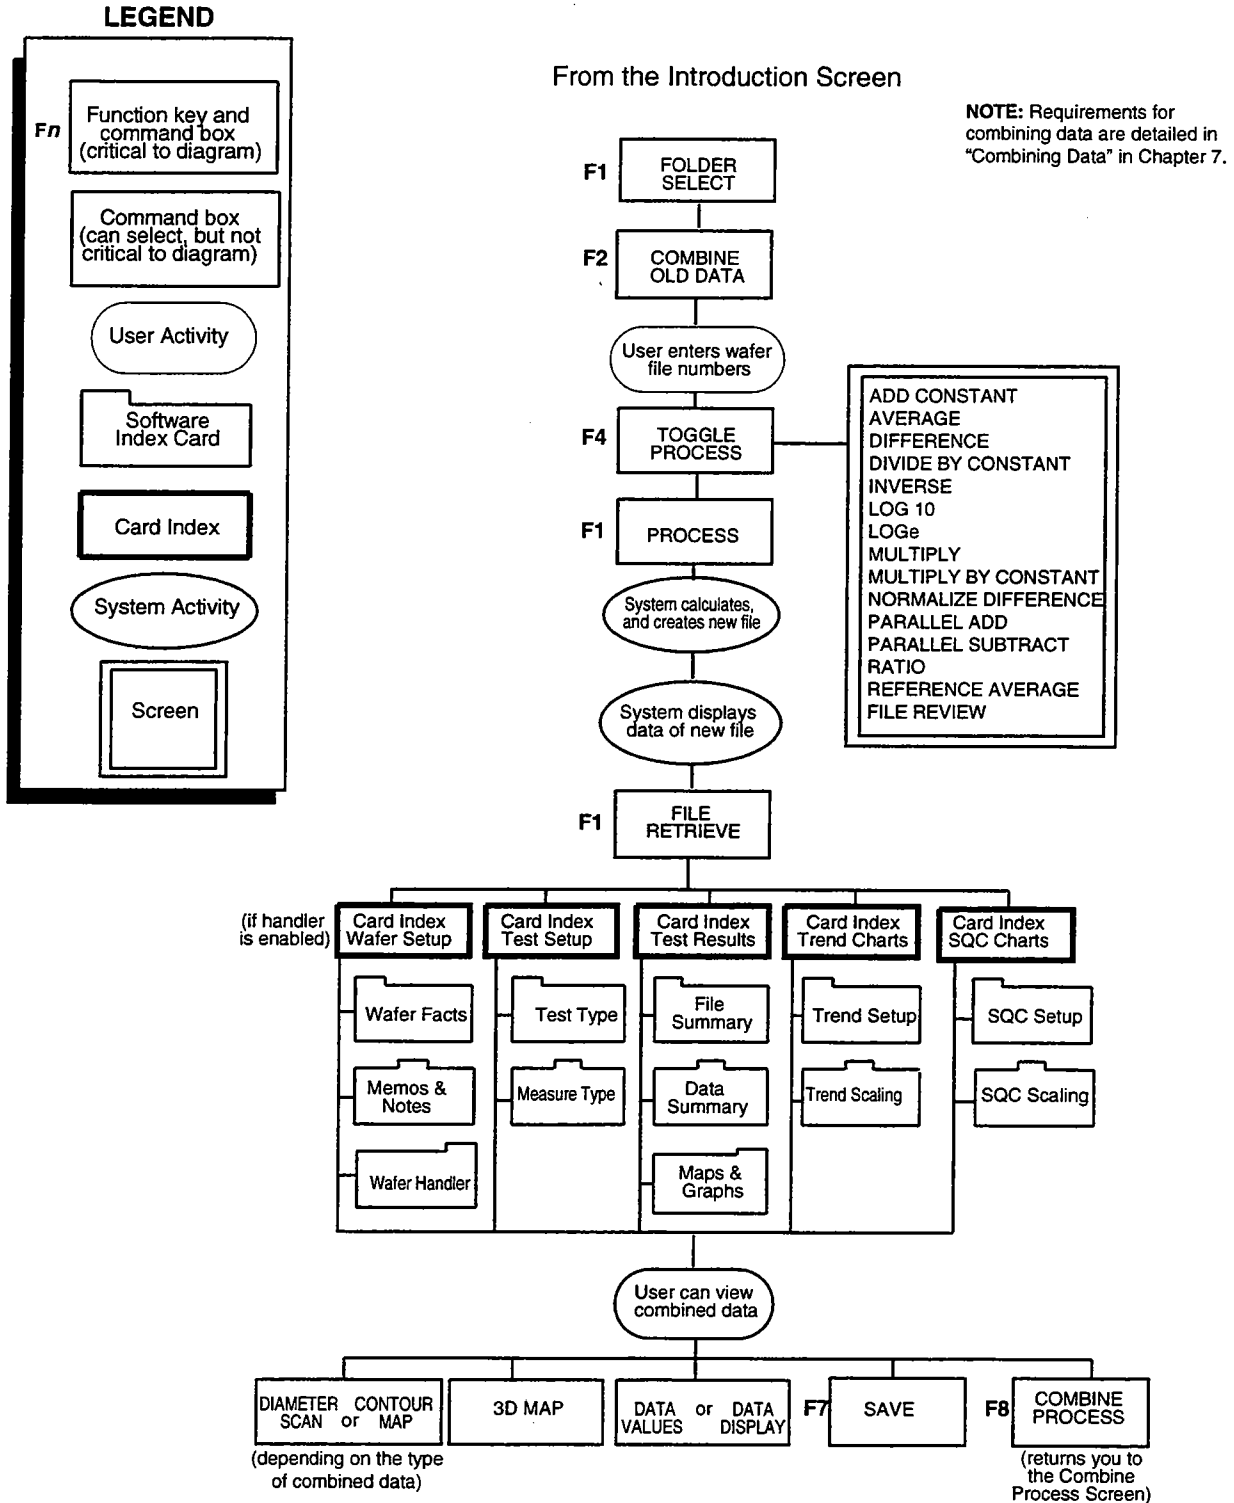 LEGEND
Fn
Function key and
command box
(critical to diagram)
Command box
(can select, but not
critical to diagram)
User Activity
Software
Index Card
Card Index
System Activity
Screen
From the Introduction Screen
NOTE: Requirements for
combining data are detailed in
"Combining Data" in Chapter 7.
F1
FOLDER
SELECT
F2
COMBINE
OLD DATA
User enters wafer
file numbers
F4
TOGGLE
PROCESS
ADD CONSTANT
AVERAGE
DIFFERENCE
DIVIDE BY CONSTANT
INVERSE
LOG 10
LOGe
MULTIPLY
MULTIPLY BY CONSTANT
NORMALIZE DIFFERENCE
PARALLEL ADD
PARALLEL SUBTRACT
RATIO
REFERENCE AVERAGE
FILE REVIEW
F1
PROCESS
System calculates,
and creates new file
System displays
data of new file
F1
FILE
RETRIEVE
(if handler
is enabled)
Card Index
Wafer Setup
Card Index
Test Setup
Card Index
Test Results
Card Index
Trend Charts
Card Index
SQC Charts
Wafer Facts
Test Type
File
Summary
Trend Setup
SQC Setup
Memos &
Notes
Measure Type
Data
Summary
Trend Scaling
SQC Scaling
Wafer Handler
Maps &
Graphs
User can view
combined data
DIAMETER CONTOUR
SCAN or MAP
(depending on the type
of combined data)
3D MAP
DATA or DATA
VALUES DISPLAY
F7
SAVE
F8
COMBINE
PROCESS
(returns you to
the Combine
Process Screen)